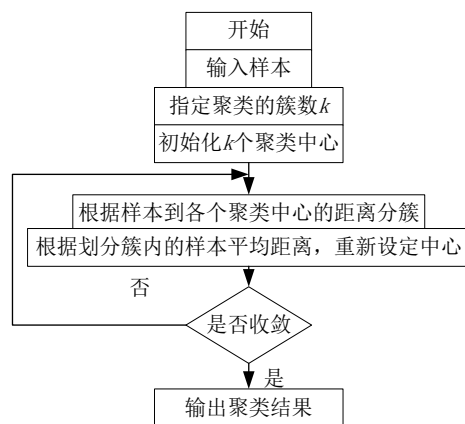 开始
输入样本
指定聚类的簇数k
初始化k个聚类中心
根据样本到各个聚类中心的距离分簇
根据划分簇内的样本平均距离，重新设定中心
否
是否收敛
是
输出聚类结果